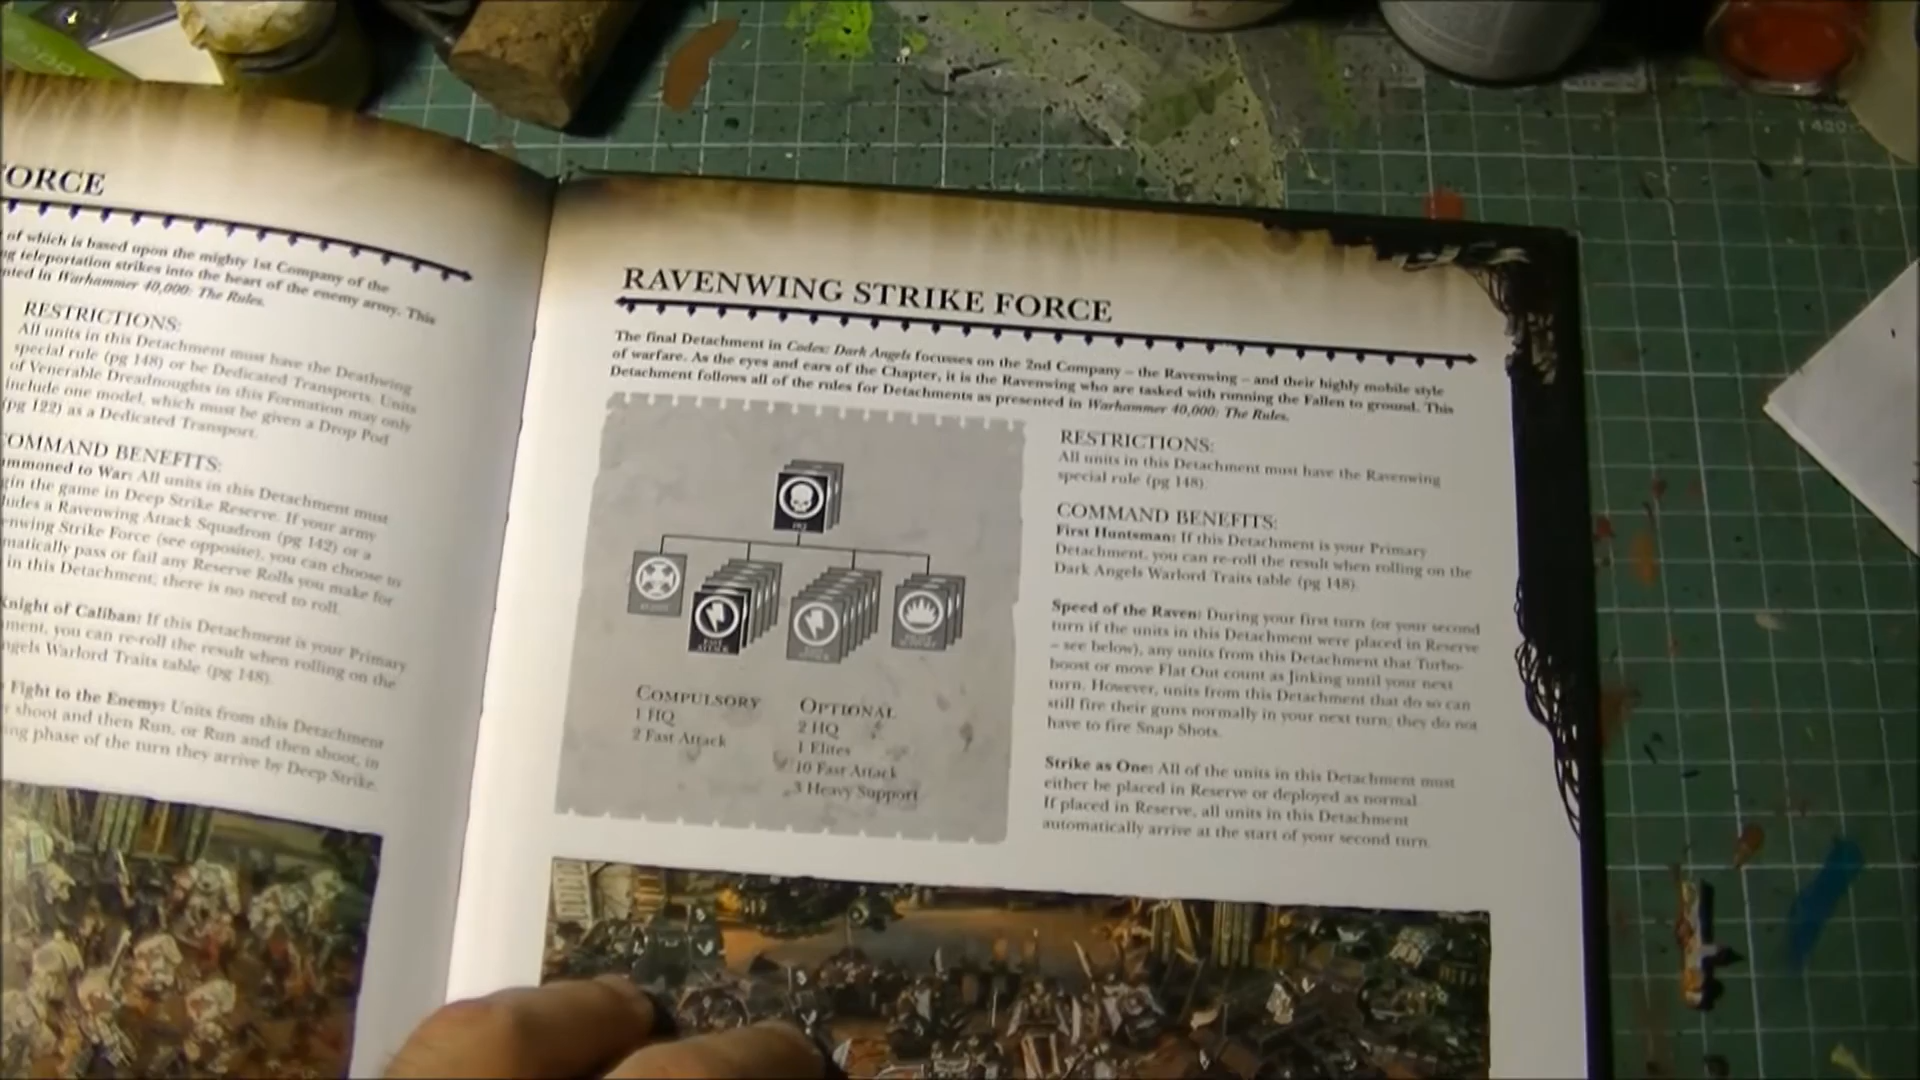 ORCE
of which is based upon the mighty 1st Company of the
teleportation strikes into the heart of the enemy army. This
in Warhammer 40,000: The Rules.
RESTRICTIONS:
All units in this Detachment must have the Deathwing
special rule (pg 148) or be Dedicated Transports. Units
of Venerable Dreadnoughts in this Formation may only
include one model, which must be given a Drop Pod
(pg 122) as a Dedicated Transport.
OMMAND BENEFITS:
mmoned to War: All units in this Detachment must
gin the game in Deep Strike Reserve. If your army
ludes a Ravenwing Attack Squadron (pg 142) or a
enwing Strike Force (see opposite), you can choose to
matically pass or fail any Reserve Rolls you make for
in this Detachment; there is no need to roll.
Knight of Caliban: If this Detachment is your Primary
ment, you can re-roll the result when rolling on the
ngels Warlord Traits table (pg 148).
Fight to the Enemy: Units from this Detachment
shoot and then Run, or Run and then shoot, in
ng phase of the turn they arrive by Deep Strike.
RAVENWING STRIKE FORCE
The final Detachment in Codex: Dark Angels focusses on the 2nd Company – the Ravenwing – and their highly mobile style
of warfare. As the eyes and ears of the Chapter, it is the Ravenwing who are tasked with running the Fallen to ground. This
Detachment follows all of the rules for Detachments as presented in Warhammer 40,000: The Rules.
HQ
FAST
ATTACK
COMPULSORY
1 HQ
2 Fast Attack
OPTIONAL
2 HQ
1 Elites
10 Fast Attack
3 Heavy Support
RESTRICTIONS:
All units in this Detachment must have the Ravenwing
special rule (pg 148).
COMMAND BENEFITS:
First Huntsman: If this Detachment is your Primary
Detachment, you can re-roll the result when rolling on the
Dark Angels Warlord Traits table (pg 148).
Speed of the Raven: During your first turn (or your second
turn if the units in this Detachment were placed in Reserve
– see below), any units from this Detachment that Turbo-
boost or move Flat Out count as Jinking until your next
turn. However, units from this Detachment that do so can
still fire their guns normally in your next turn; they do not
have to fire Snap Shots.
Strike as One: All of the units in this Detachment must
either be placed in Reserve or deployed as normal.
If placed in Reserve, all units in this Detachment
automatically arrive at the start of your second turn.